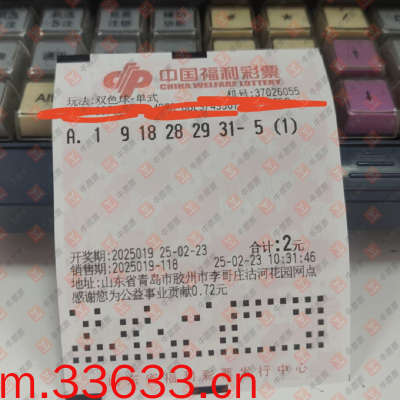 中国福利彩票
CHINA WELFARE LOTTERY
玩法:双色球-单式 机号:37026055
A. 1 9 18 28 29 31- 5 (1)
开奖期:2025019 25-02-23 合计:2元
销售期:2025019-118 25-02-23 10:31:46
地址:山东省青岛市胶州市李哥庄沽河花园网点
感谢您为公益事业贡献0.72元
m.33633.cn